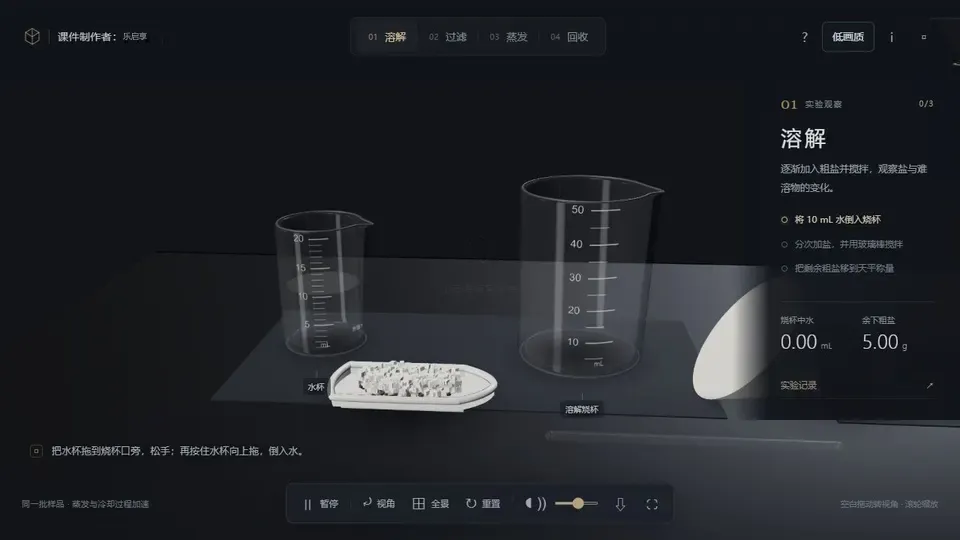 课件制作者：乐启享
01 溶解 02 过滤 03 蒸发 04 回收
? 低画质 i
01 实验观察 0/3
溶解
逐渐加入粗盐并搅拌，观察盐与难
溶物的变化。
将 10 mL 水倒入烧杯
分次加盐，并用玻璃棒搅拌
把剩余粗盐移到天平称量
烧杯中水 余下粗盐
0.00 mL 5.00 g
实验记录
20
15
10
5
mL
50
40
30
20
10
mL
水杯
溶解烧杯
把水杯拖到烧杯口旁，松手；再按住水杯向上拖，倒入水。
同一批样品 · 蒸发与冷却过程加速
暂停 视角 全景 重置
空白拖动转视角 · 滚轮缩放